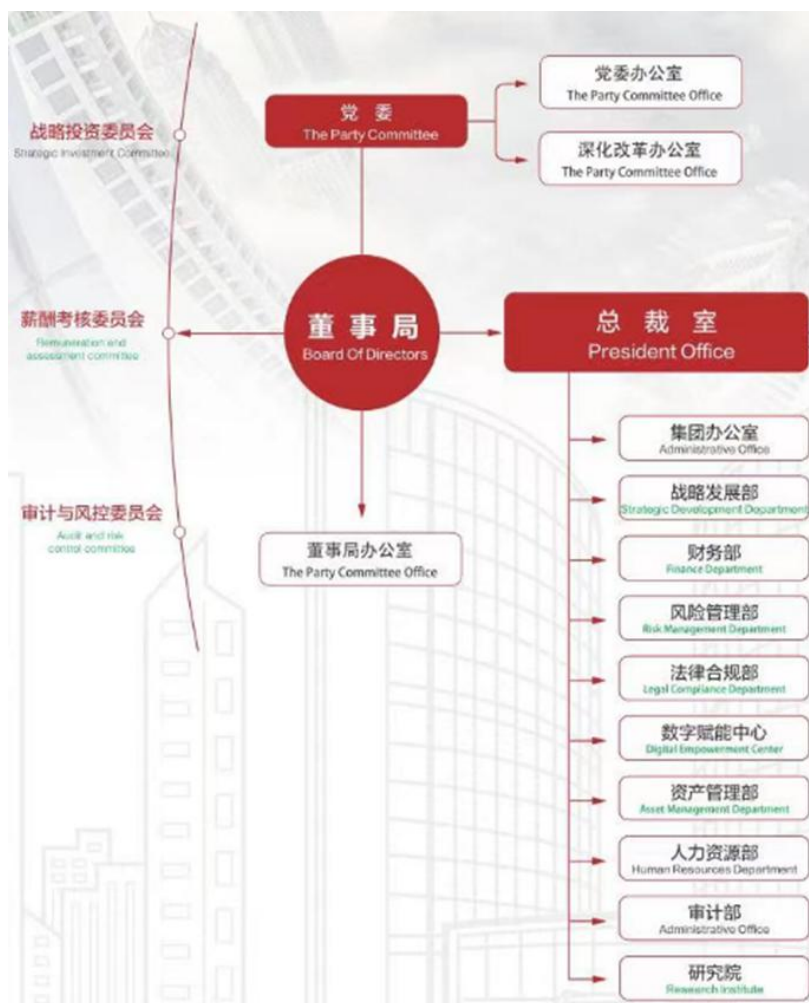 党委
The Party Committee
党委办公室
The Party Committee Office
深化改革办公室
The Party Committee Office
战略投资委员会
Strategic Investment Committee
薪酬考核委员会
Remuneration and
assessment committee
审计与风控委员会
Audit and risk
control committee
董事局
Board Of Directors
董事局办公室
The Party Committee Office
总裁室
President Office
集团办公室
Administrative Office
战略发展部
Strategic Development Department
财务部
Finance Department
风险管理部
Risk Management Department
法律合规部
Legal Compliance Department
数字赋能中心
Digital Empowerment Center
资产管理部
Asset Management Department
人力资源部
Human Resources Department
审计部
Administrative Office
研究院
Research Institute